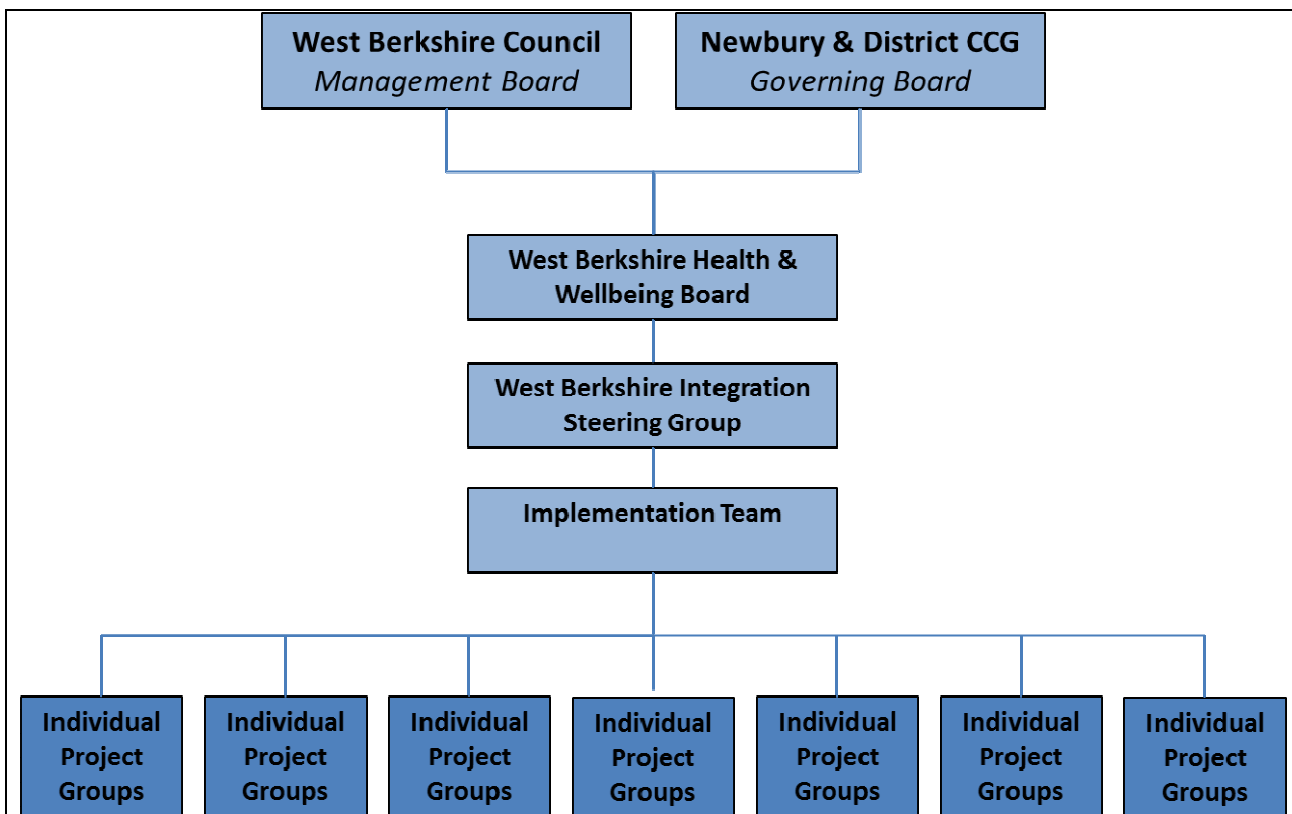 West Berkshire Council
Management Board
Newbury & District CCG
Governing Board
West Berkshire Health &
Wellbeing Board
West Berkshire Integration
Steering Group
Implementation Team
Individual
Project
Groups
Individual
Project
Groups
Individual
Project
Groups
Individual
Project
Groups
Individual
Project
Groups
Individual
Project
Groups
Individual
Project
Groups